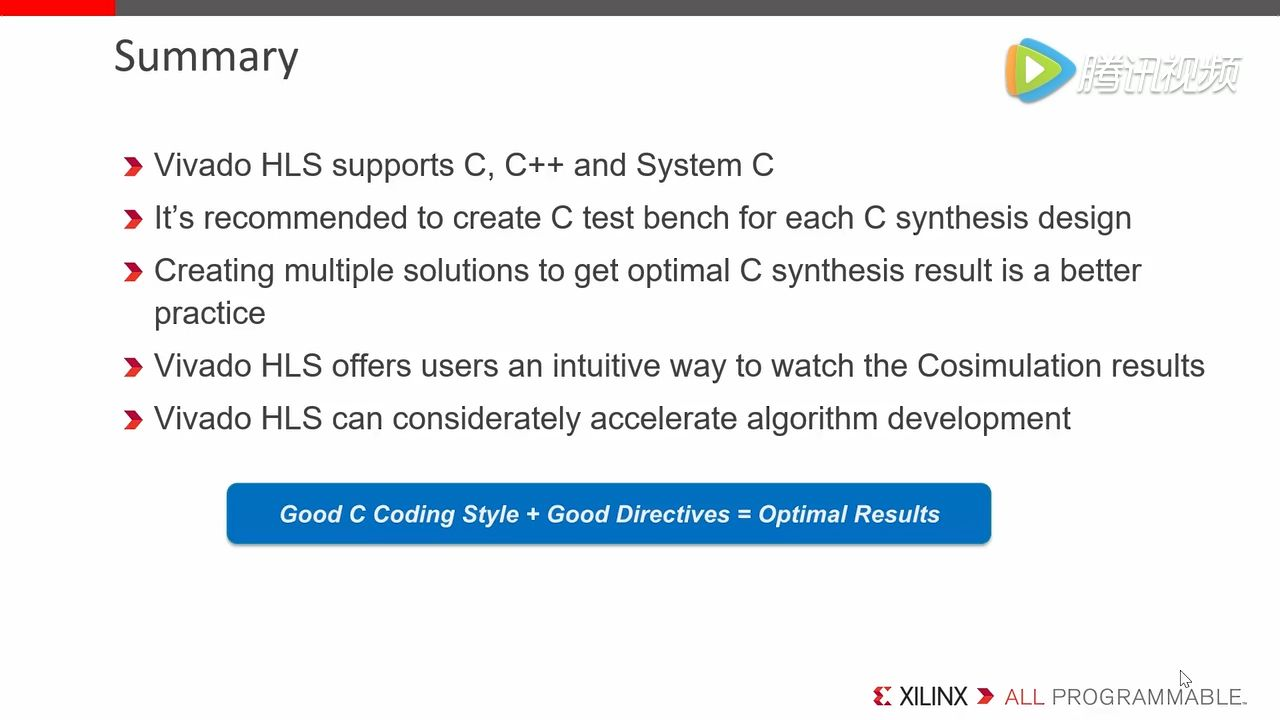 Summary
腾讯视频
Vivado HLS supports C, C++ and System C
It’s recommended to create C test bench for each C synthesis design
Creating multiple solutions to get optimal C synthesis result is a better
practice
Vivado HLS offers users an intuitive way to watch the Cosimulation results
Vivado HLS can considerately accelerate algorithm development
Good C Coding Style + Good Directives = Optimal Results
XILINX ALL PROGRAMMABLE™